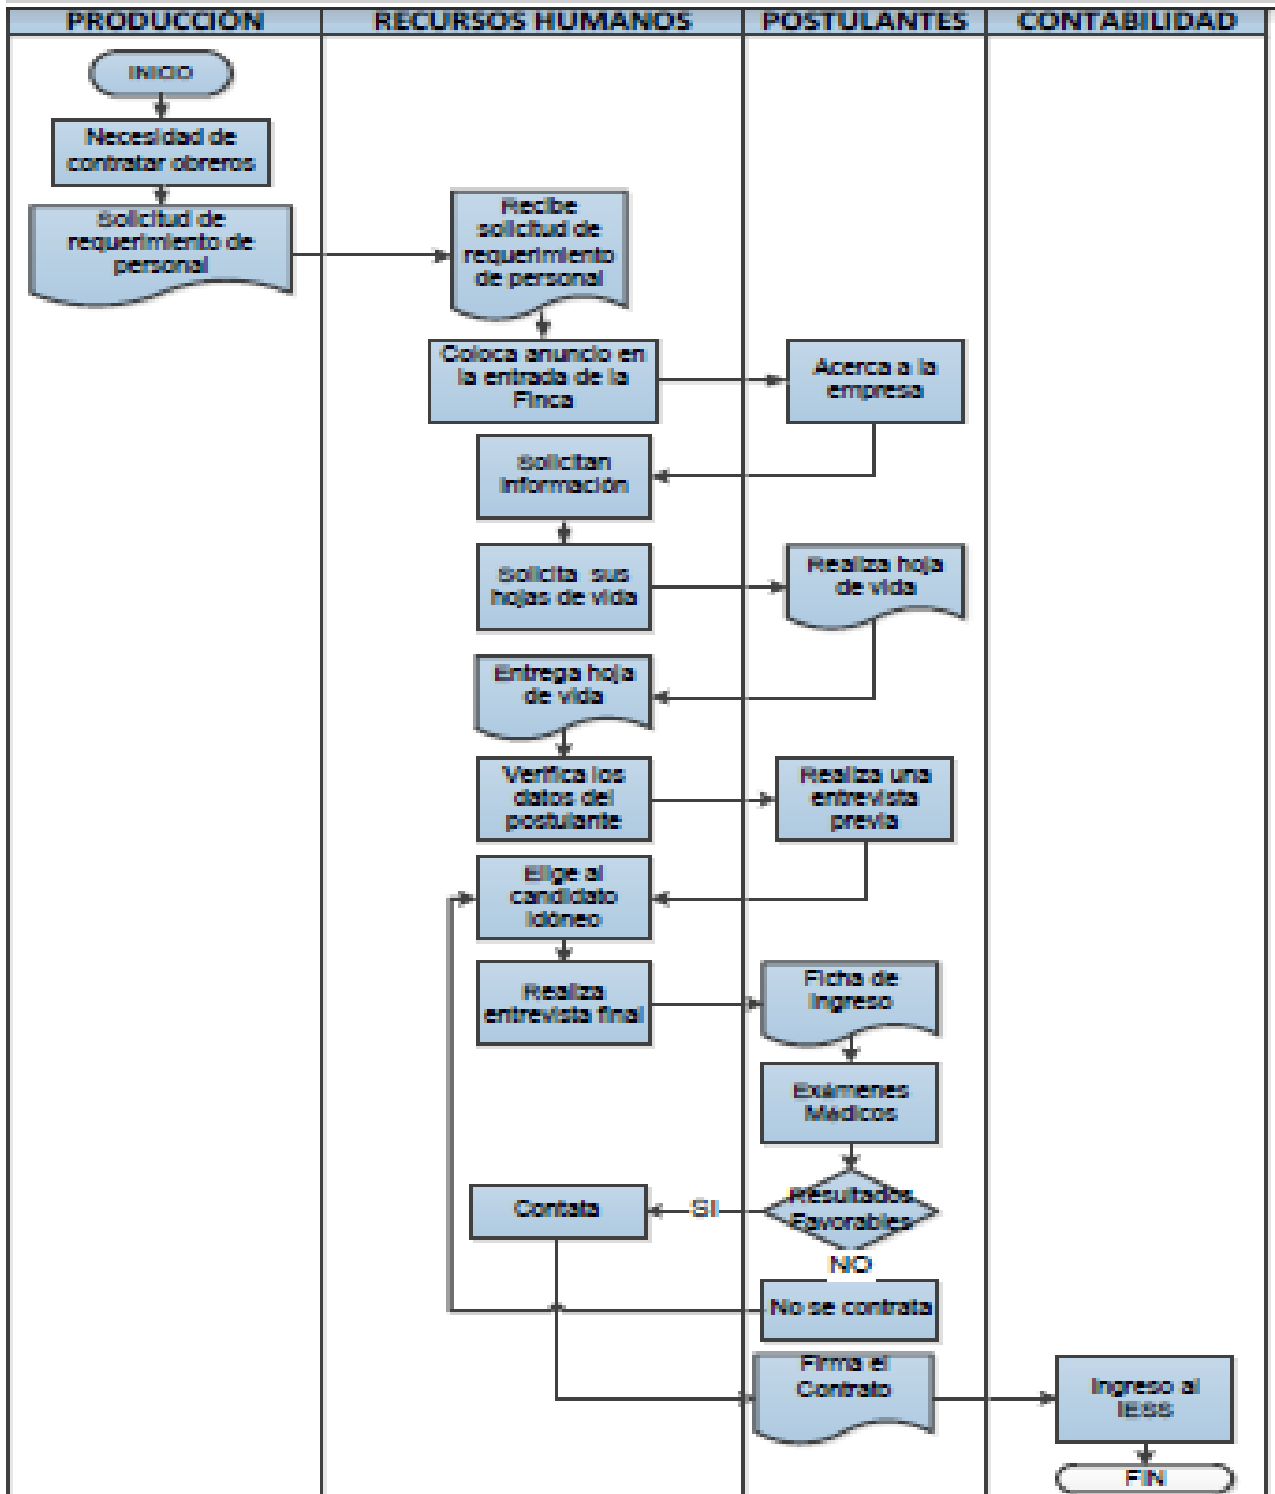 PRODUCCIÓN
RECURSOS HUMANOS
POSTULANTES
CONTABILIDAD
INICIO
Necesidad de
contratar obreros
Solicitud de
requerimiento de
personal
Recibe
solicitud de
requerimiento
de personal
Coloca anuncio en
la entrada de la
Finca
Acerca a la
empresa
Solicitan
Información
Solicita sus
hojas de vida
Realiza hoja
de vida
Entrega hoja
de vida
Verifica los
datos del
postulante
Realiza una
entrevista
previa
Elige al
candidato
Idóneo
Realiza
entrevista final
Ficha de
Ingreso
Exámenes
Médicos
Resultados
Favorables
SI
Contata
NO
No se contrata
Firma el
Contrato
Ingreso al
IESS
FIN